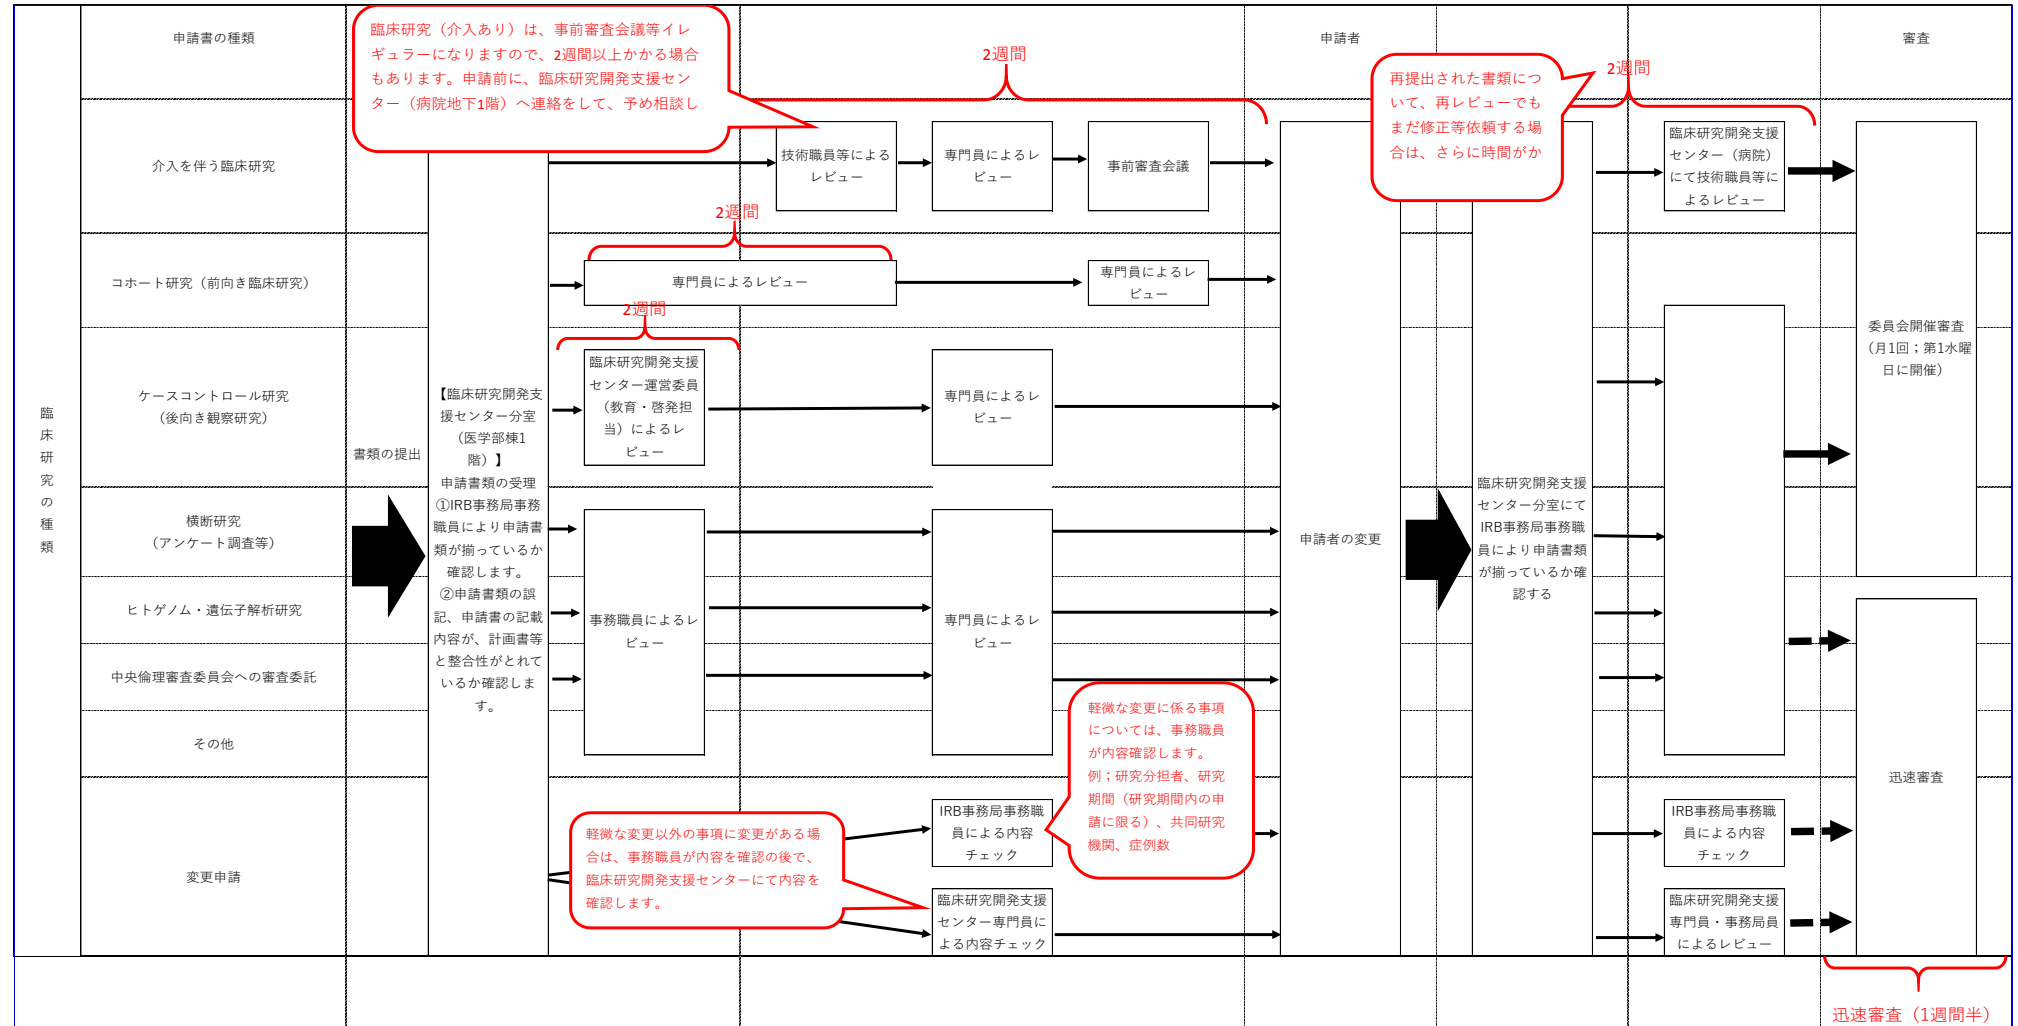 申請書の種類
臨床研究（介入あり）は、事前審査会議等イレ
ギュラーになりますので、2週間以上かかる場合
もあります。申請前に、臨床研究開発支援セン
ター（病院地下1階）へ連絡をして、予め相談し
2週間
申請者
再提出された書類につ
いて、再レビューでも
まだ修正等依頼する場
合は、さらに時間がか
2週間
審査
臨
床
研
究
の
種
類
介入を伴う臨床研究
技術職員等による
レビュー
専門員によるレ
ビュー
事前審査会議
臨床研究開発支援
センター（病院）
にて技術職員等に
よるレビュー
2週間
コホート研究（前向き臨床研究）
専門員によるレビュー
専門員によるレ
ビュー
2週間
ケースコントロール研究
（後向き観察研究）
臨床研究開発支援
センター運営委員
（教育・啓発担
当）によるレ
ビュー
専門員によるレ
ビュー
委員会開催審査
（月1回；第1水曜
日に開催）
書類の提出
【臨床研究開発支
援センター分室
（医学部棟1
階）】
申請書類の受理
①IRB事務局事務
職員により申請書
類が揃っているか
確認します。
②申請書類の誤
記、申請書の記載
内容が、計画書等
と整合性がとれて
いるか確認しま
す。
横断研究
（アンケート調査等）
ヒトゲノム・遺伝子解析研究
中央倫理審査委員会への審査委託
その他
事務職員によるレ
ビュー
専門員によるレ
ビュー
申請者の変更
臨床研究開発支援
センター分室にて
IRB事務局事務職
員により申請書類
が揃っているか確
認する
軽微な変更に係る事項
については、事務職員
が内容確認します。
例；研究分担者、研究
期間（研究期間内の申
請に限る）、共同研究
機関、症例数
迅速審査
変更申請
軽微な変更以外の事項に変更がある場
合は、事務職員が内容を確認の後で、
臨床研究開発支援センターにて内容を
確認します。
IRB事務局事務職
員による内容
チェック
臨床研究開発支援
センター専門員に
よる内容チェック
IRB事務局事務職
員による内容
チェック
臨床研究開発支援
専門員・事務局員
によるレビュー
迅速審査（1週間半）